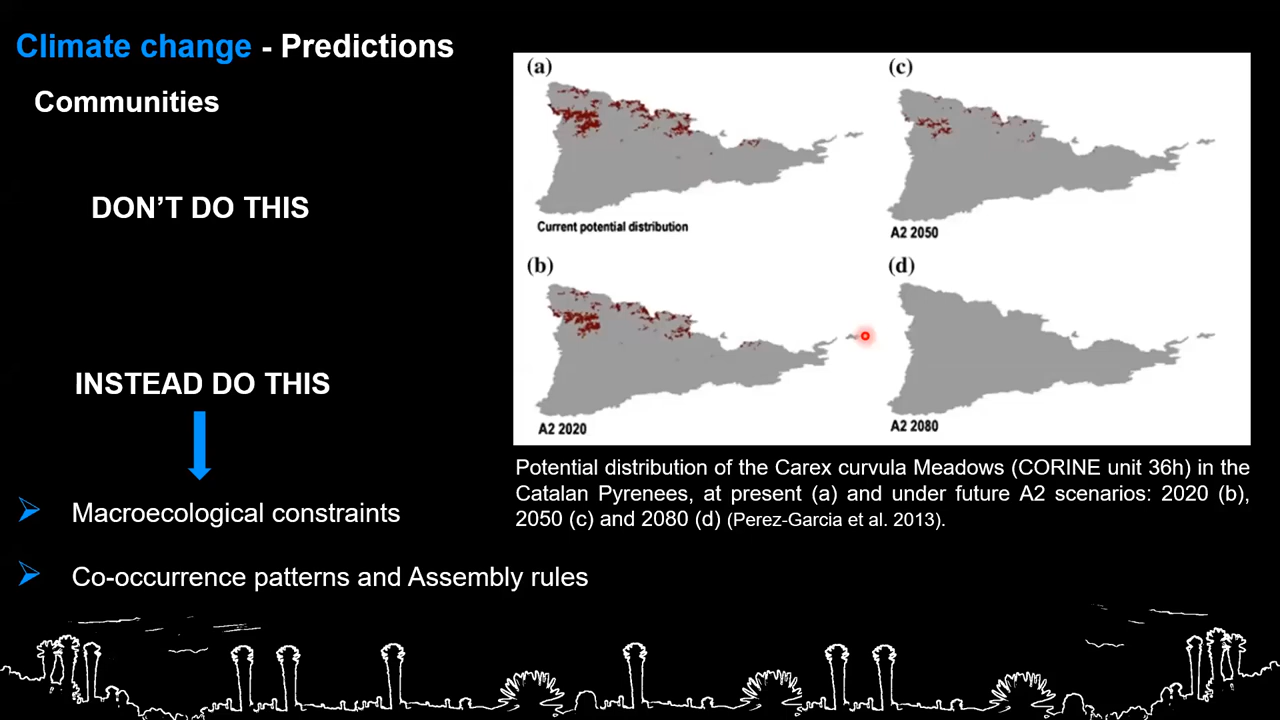 Climate change - Predictions
Communities
DON'T DO THIS
INSTEAD DO THIS
Macroecological constraints
Co-occurrence patterns and Assembly rules
(a)
Current potential distribution
(c)
A2 2050
(b)
A2 2020
(d)
A2 2080
Potential distribution of the Carex curvula Meadows (CORINE unit 36h) in the
Catalan Pyrenees, at present (a) and under future A2 scenarios: 2020 (b),
2050 (c) and 2080 (d) (Perez-Garcia et al. 2013).